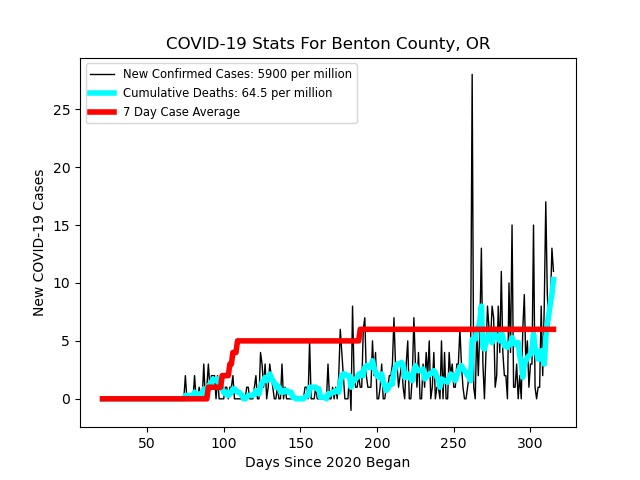 COVID-19 Stats For Benton County, OR
New Confirmed Cases: 5900 per million
Cumulative Deaths: 64.5 per million
7 Day Case Average
New COVID-19 Cases
25
20
15
10
5
0
50 100 150 200 250 300
Days Since 2020 Began